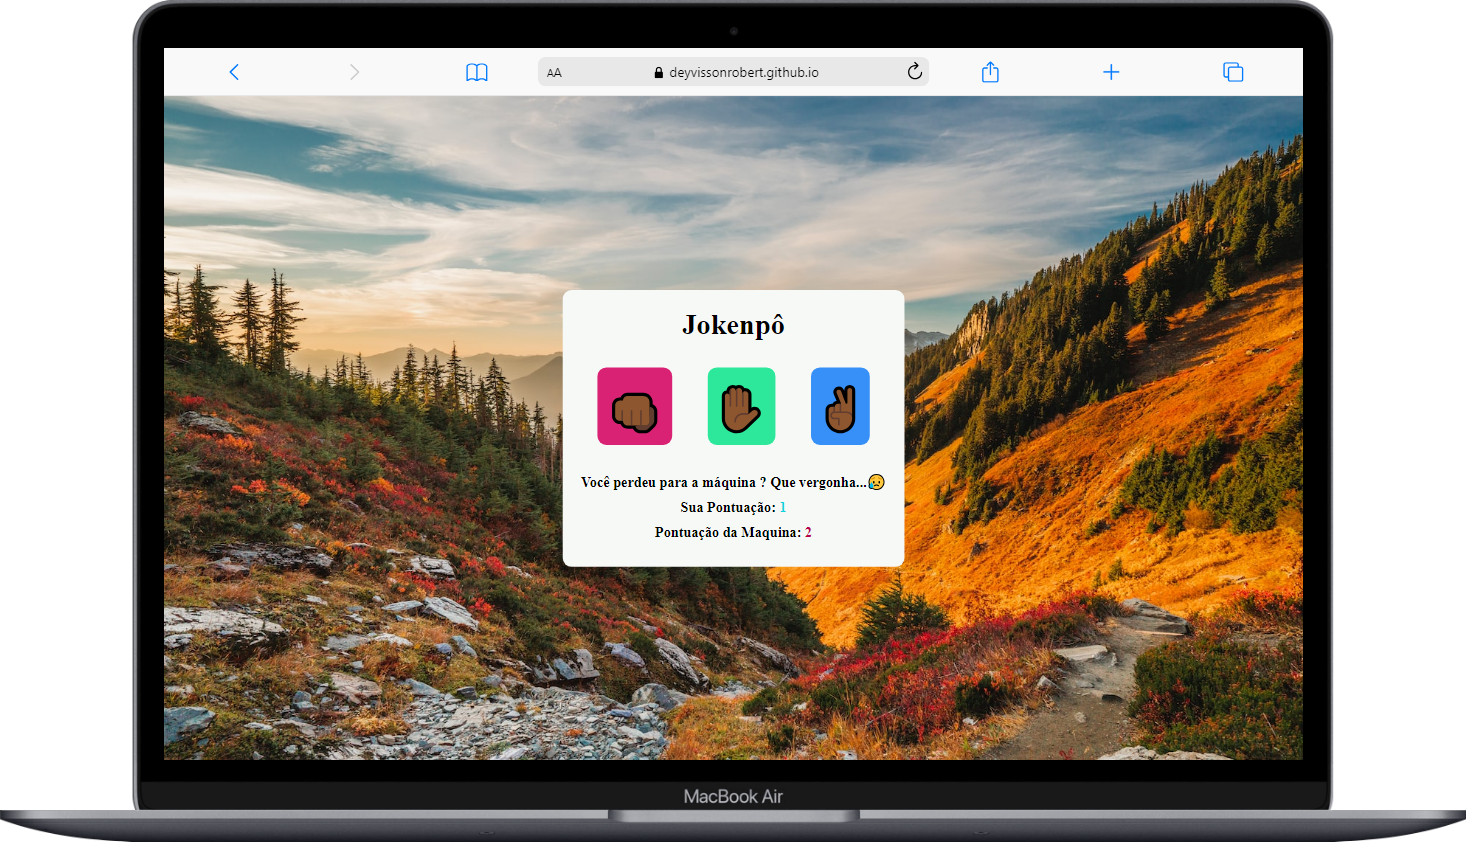 AA
deyvissonrobert.github.io
Jokenpô
Você perdeu para a máquina ? Que vergonha...😥
Sua Pontuação: 1
Pontuação da Maquina: 2
MacBook Air